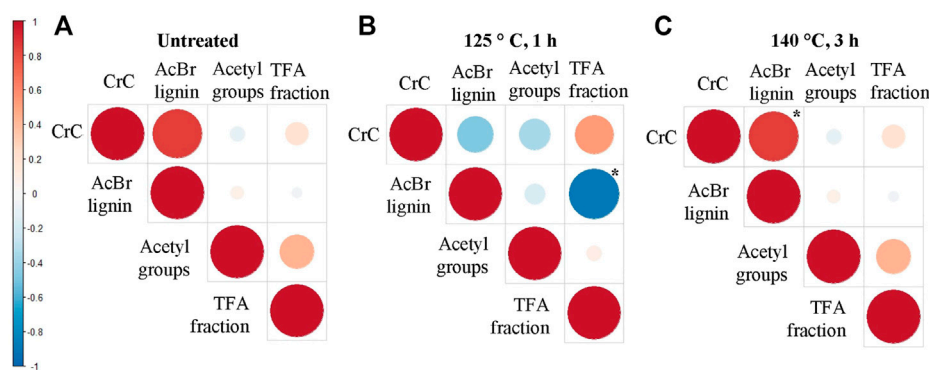 A
B
C
Untreated
125 ° C, 1 h
140 °C, 3 h
1
0.8
0.6
0.4
0.2
0
-0.2
-0.4
-0.6
-0.8
-1
CrC
AcBr
lignin
Acetyl
groups
TFA
fraction
CrC
AcBr
lignin
Acetyl
groups
TFA
fraction
CrC
AcBr
lignin
Acetyl
groups
TFA
fraction
*
CrC
AcBr
lignin
Acetyl
groups
TFA
fraction
CrC
AcBr
lignin
*
Acetyl
groups
TFA
fraction
CrC
AcBr
lignin
Acetyl
groups
TFA
fraction